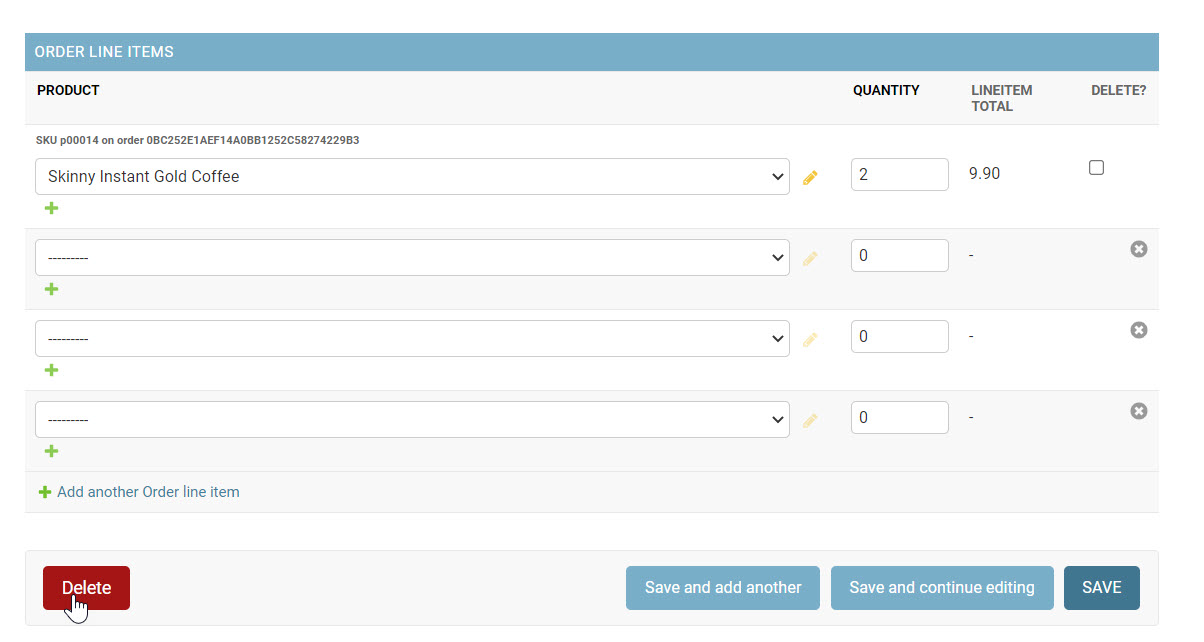 ORDER LINE ITEMS
PRODUCT QUANTITY LINEITEM TOTAL DELETE?
SKU p00014 on order 0BC252E1AEF14A0BB1252C58274229B3
Skinny Instant Gold Coffee 2 9.90
--------- 0 -
--------- 0 -
--------- 0 -
Add another Order line item
Delete Save and add another Save and continue editing SAVE